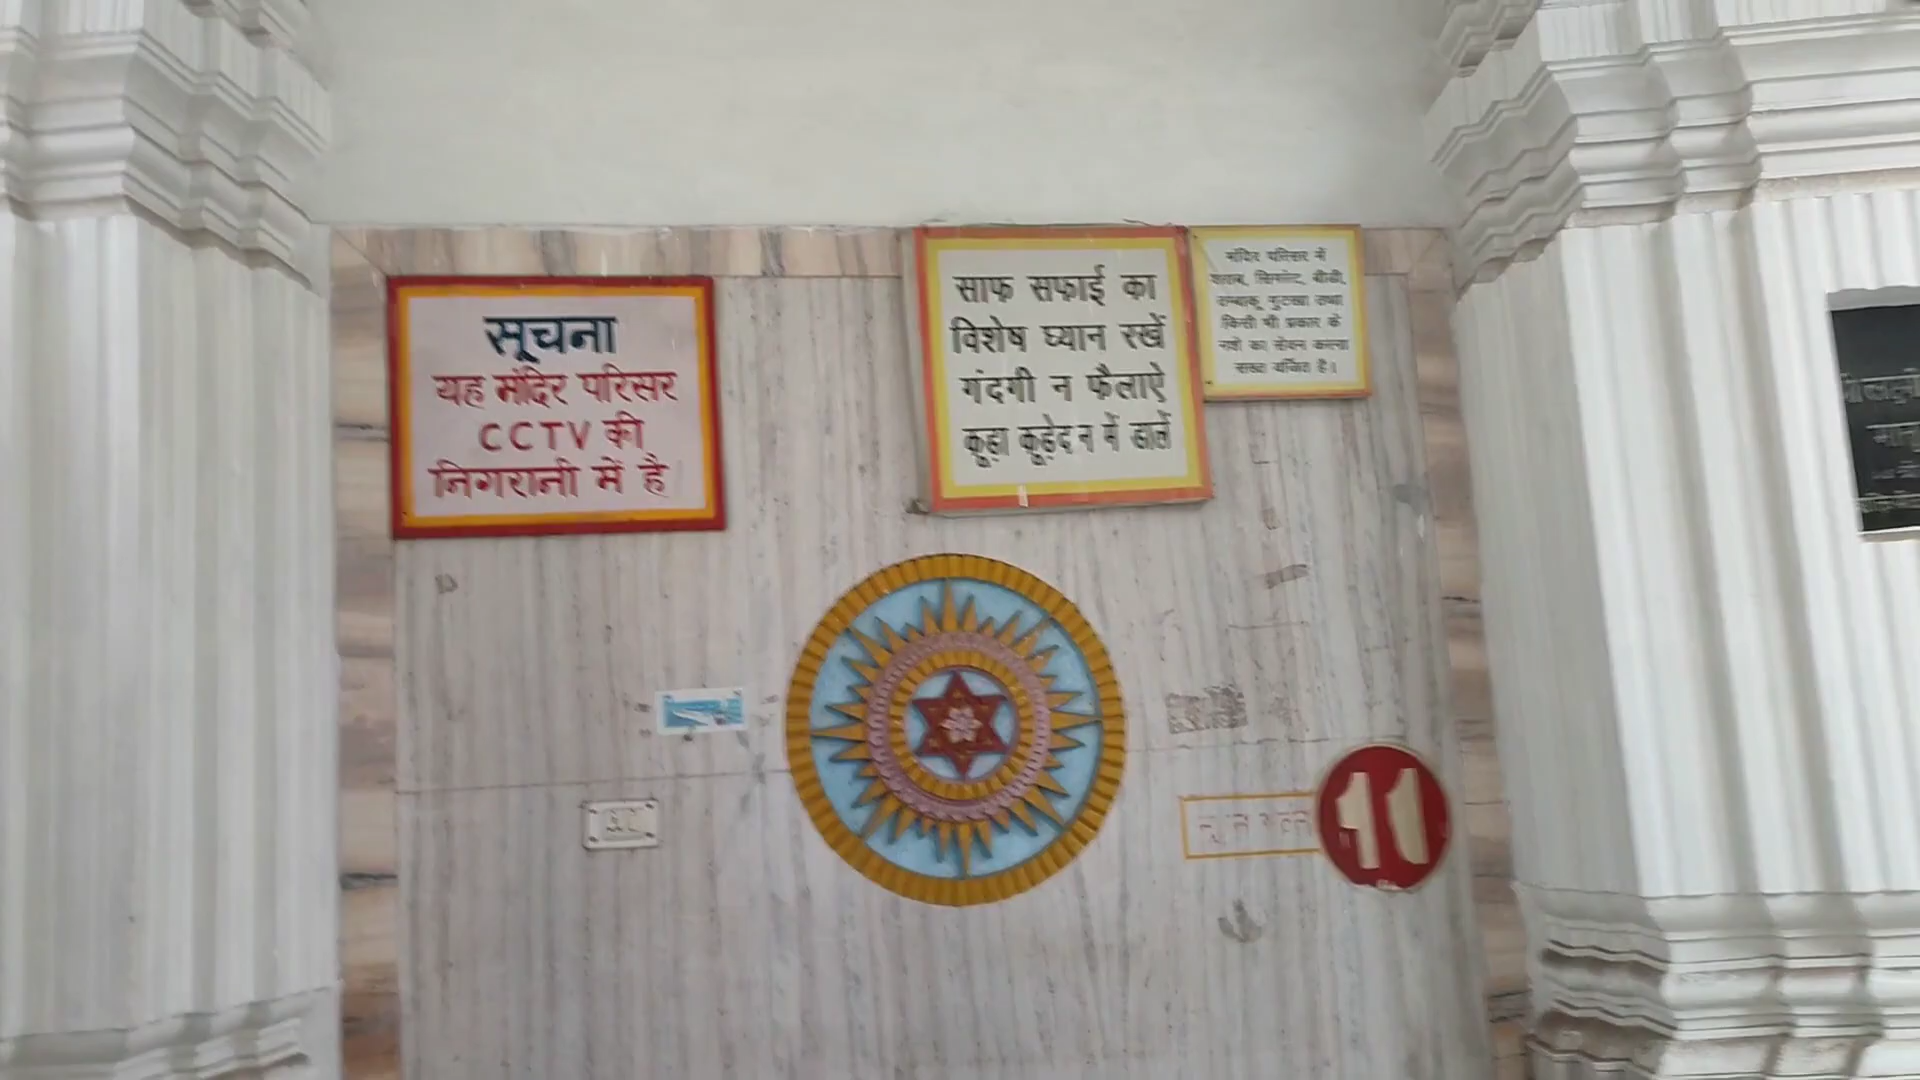 सूचना
यह मंदिर परिसर
CCTV की
निगरानी में है
साफ सफाई का
विशेष घ्यान रखें
गंदगी न फैलाऐ
कूड़ा कूड़ेदान में डालें
मंदिर परिसर में
शराब, सिगरेट, बीडी,
तम्बाकू, गुटखा तथा
किसी भी प्रकार के
नशे का सेवन करना
सख्त वर्जित है।
11